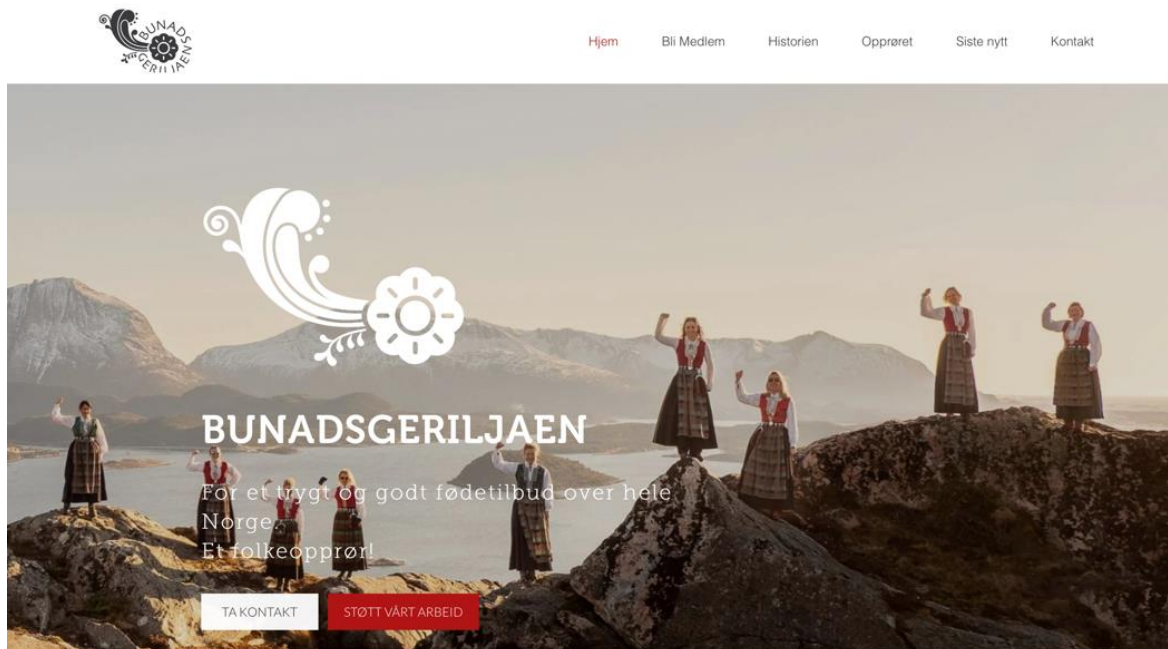 BUNADS
GERILJAEN
Hjem
Bli Medlem
Historien
Opprøret
Siste nytt
Kontakt
BUNADSGERILJAEN
For et trygt og godt fødetilbud over hele
Norge.
Et folkeopprør!
TA KONTAKT
STØTT VÅRT ARBEID